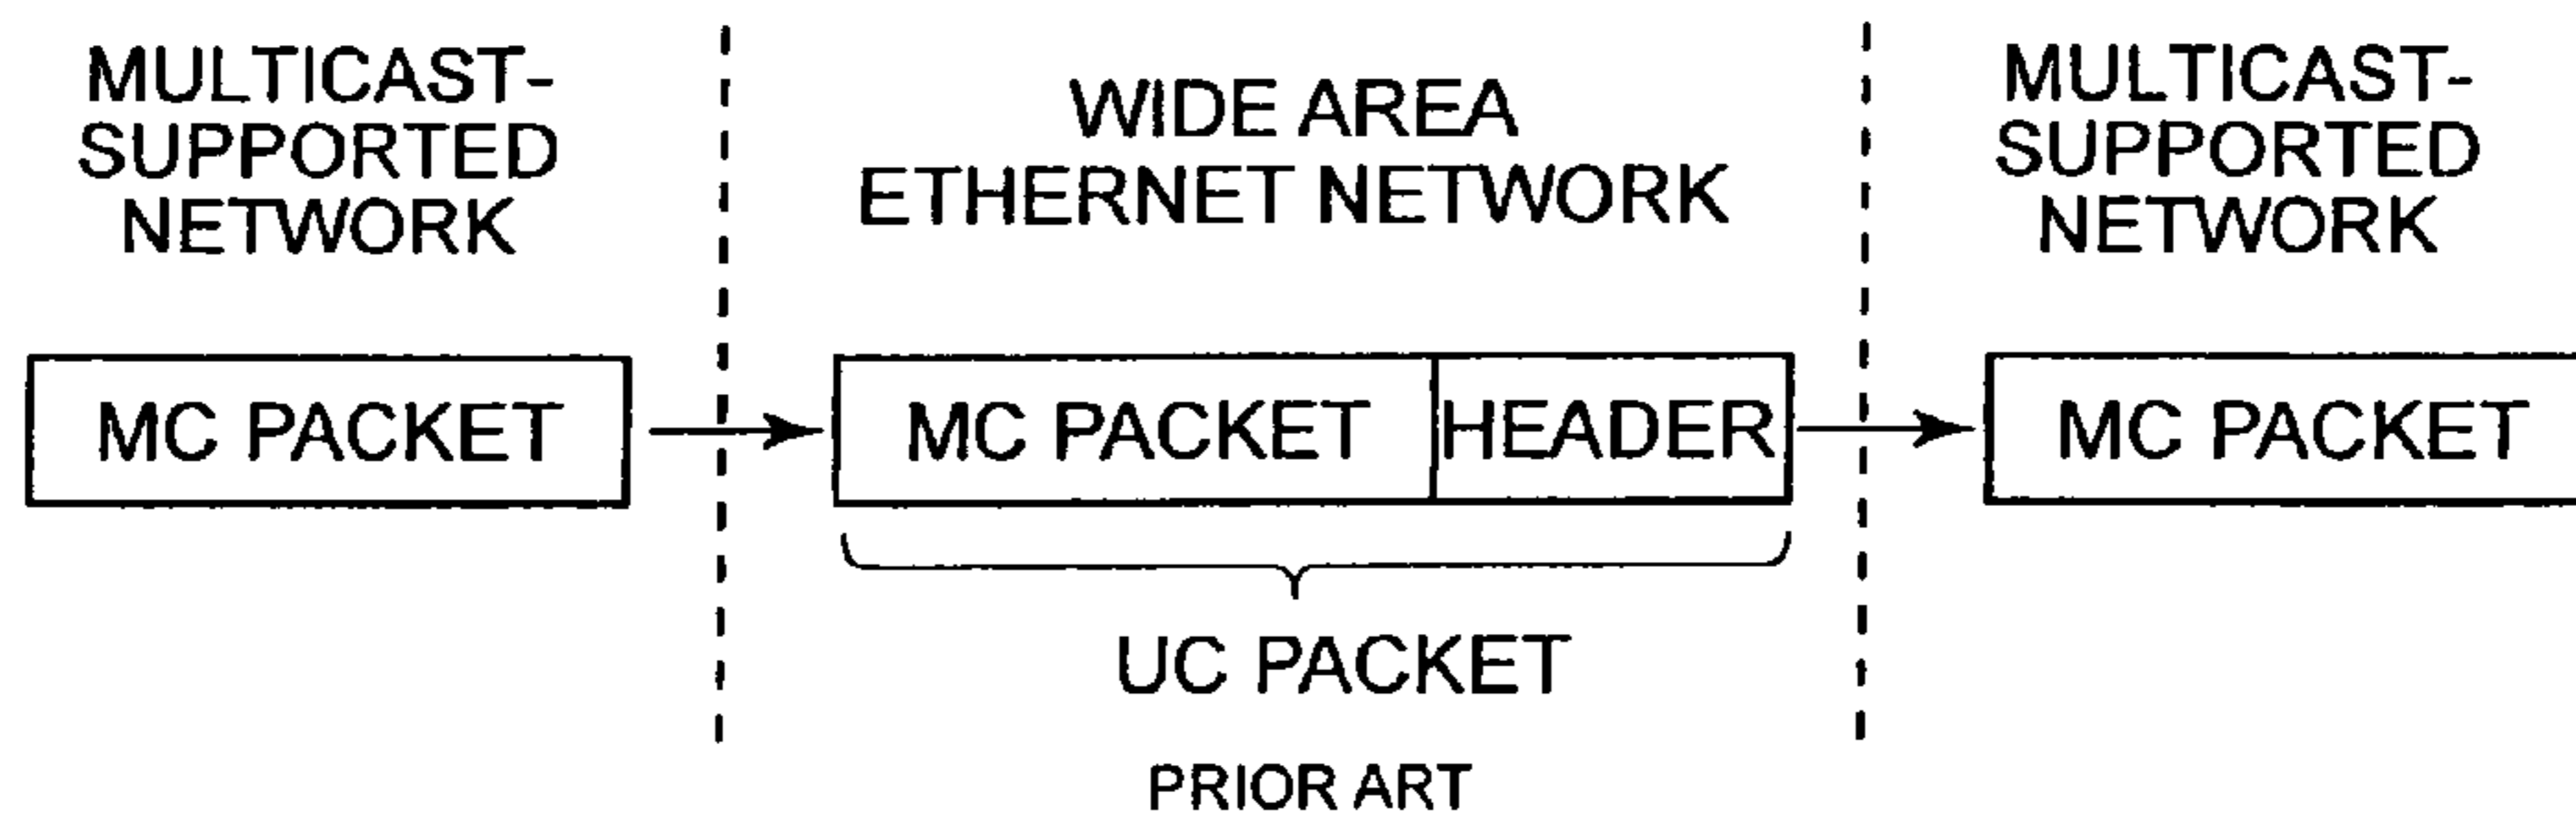 MULTICAST-
SUPPORTED
NETWORK
WIDE AREA
ETHERNET NETWORK
MULTICAST-
SUPPORTED
NETWORK
MC PACKET
MC PACKET
HEADER
MC PACKET
UC PACKET
PRIOR ART